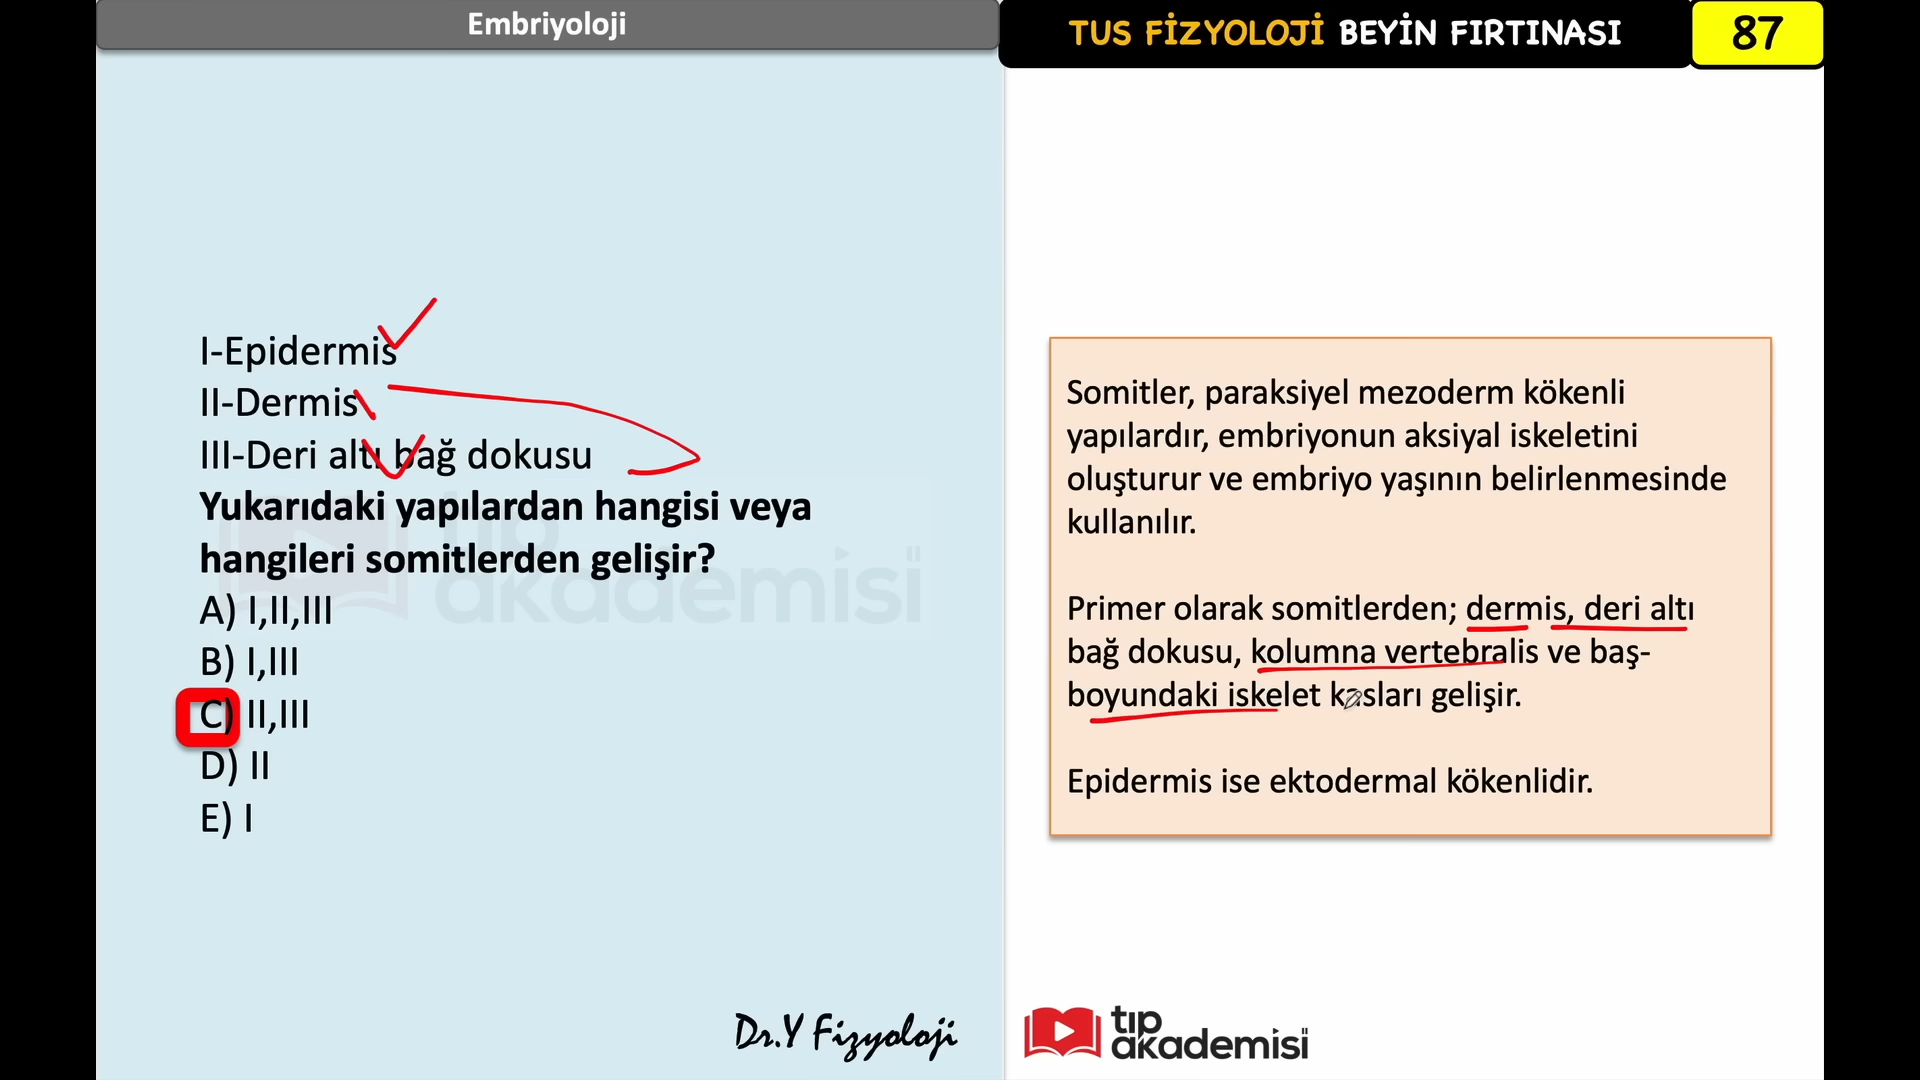 Embriyoloji
TUS FİZYOLOJİ BEYİN FIRTINASI
87
I-Epidermis
II-Dermis
III-Deri altı bağ dokusu
Yukarıdaki yapılardan hangisi veya
hangileri somitlerden gelişir?
A) I,II,III
B) I,III
C) II,III
D) II
E) I
Somitler, paraksiyel mezoderm kökenli
yapılardır, embriyonun aksiyal iskeletini
oluşturur ve embriyo yaşının belirlenmesinde
kullanılır.
Primer olarak somitlerden; dermis, deri altı
bağ dokusu, kolumna vertebralis ve baş-
boyundaki iskelet kasları gelişir.
Epidermis ise ektodermal kökenlidir.
tıp
akademisi
Dr.Y Fizyoloji
tıp
akademisi